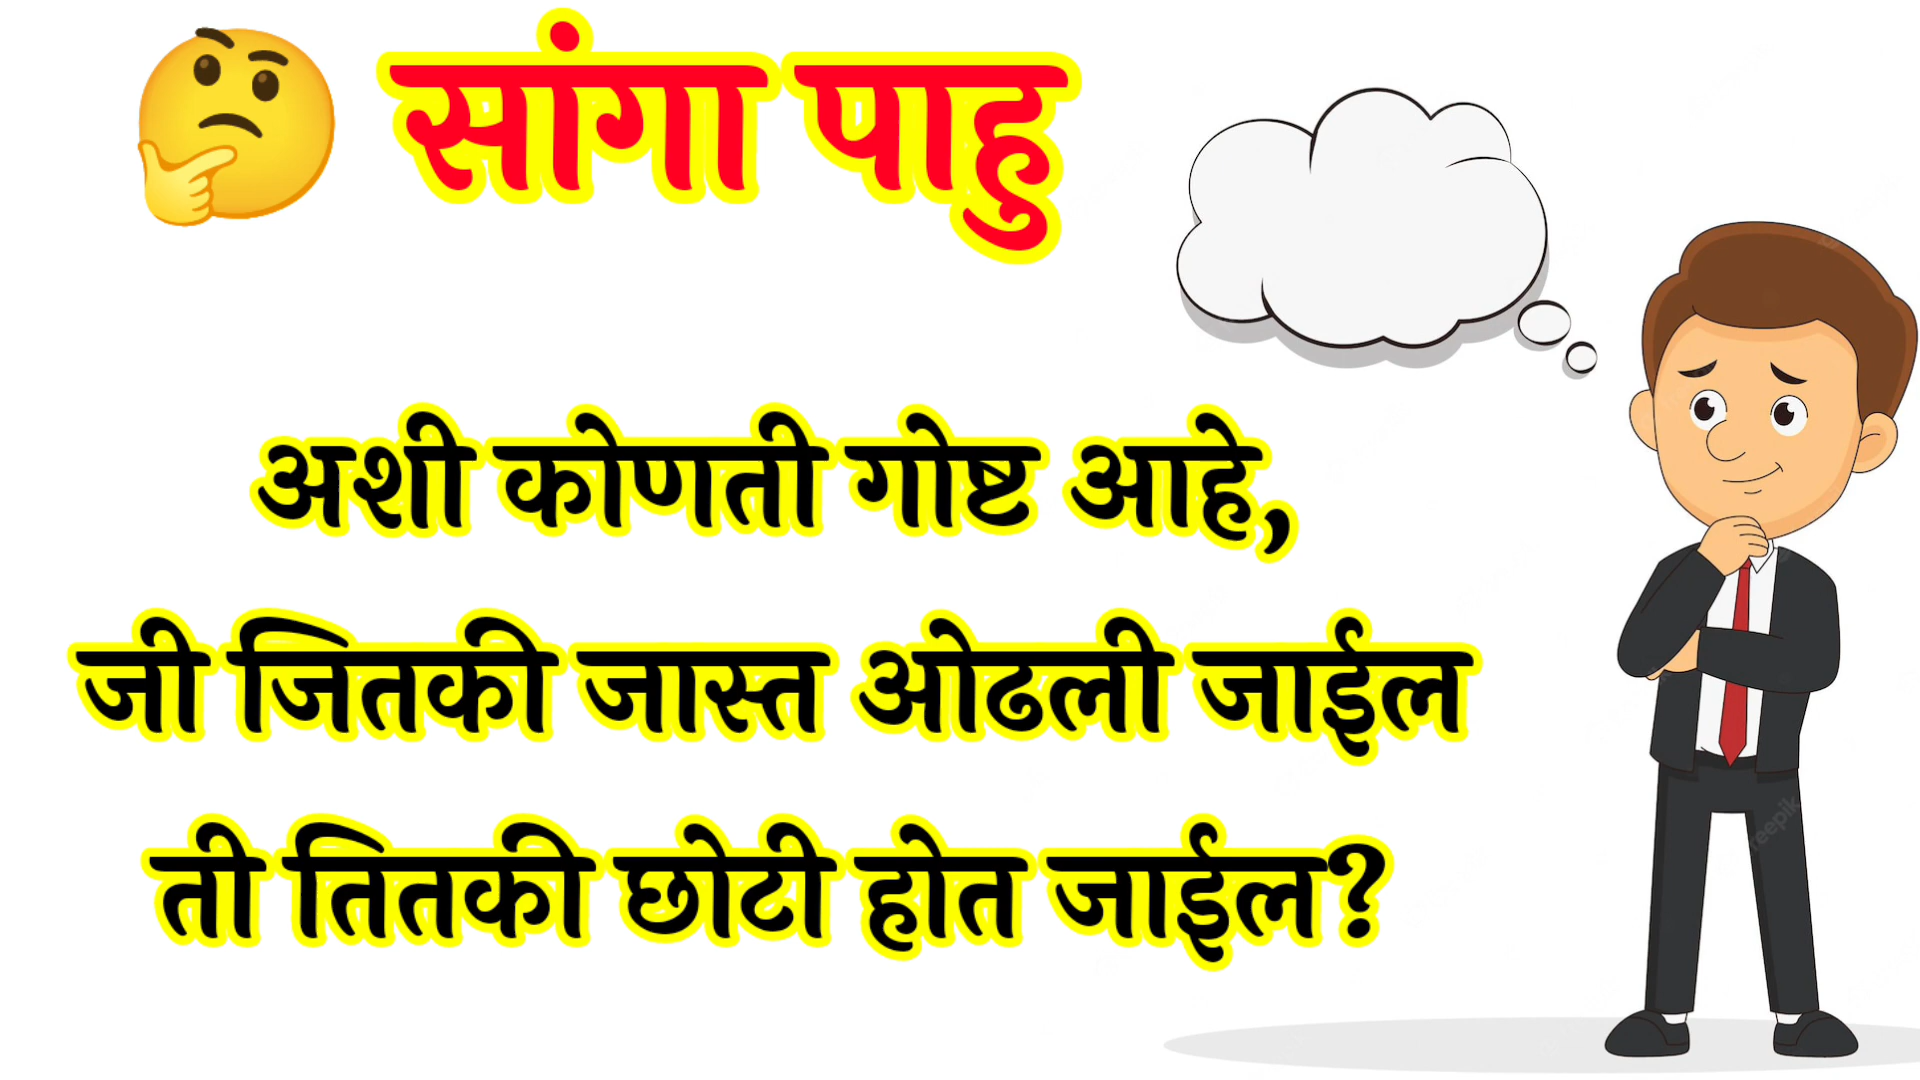 सांगा पाहु
अशी कोणती गोष्ट आहे,
जी जितकी जास्त ओढली जाईल
ती तितकी छोटी होत जाईल?